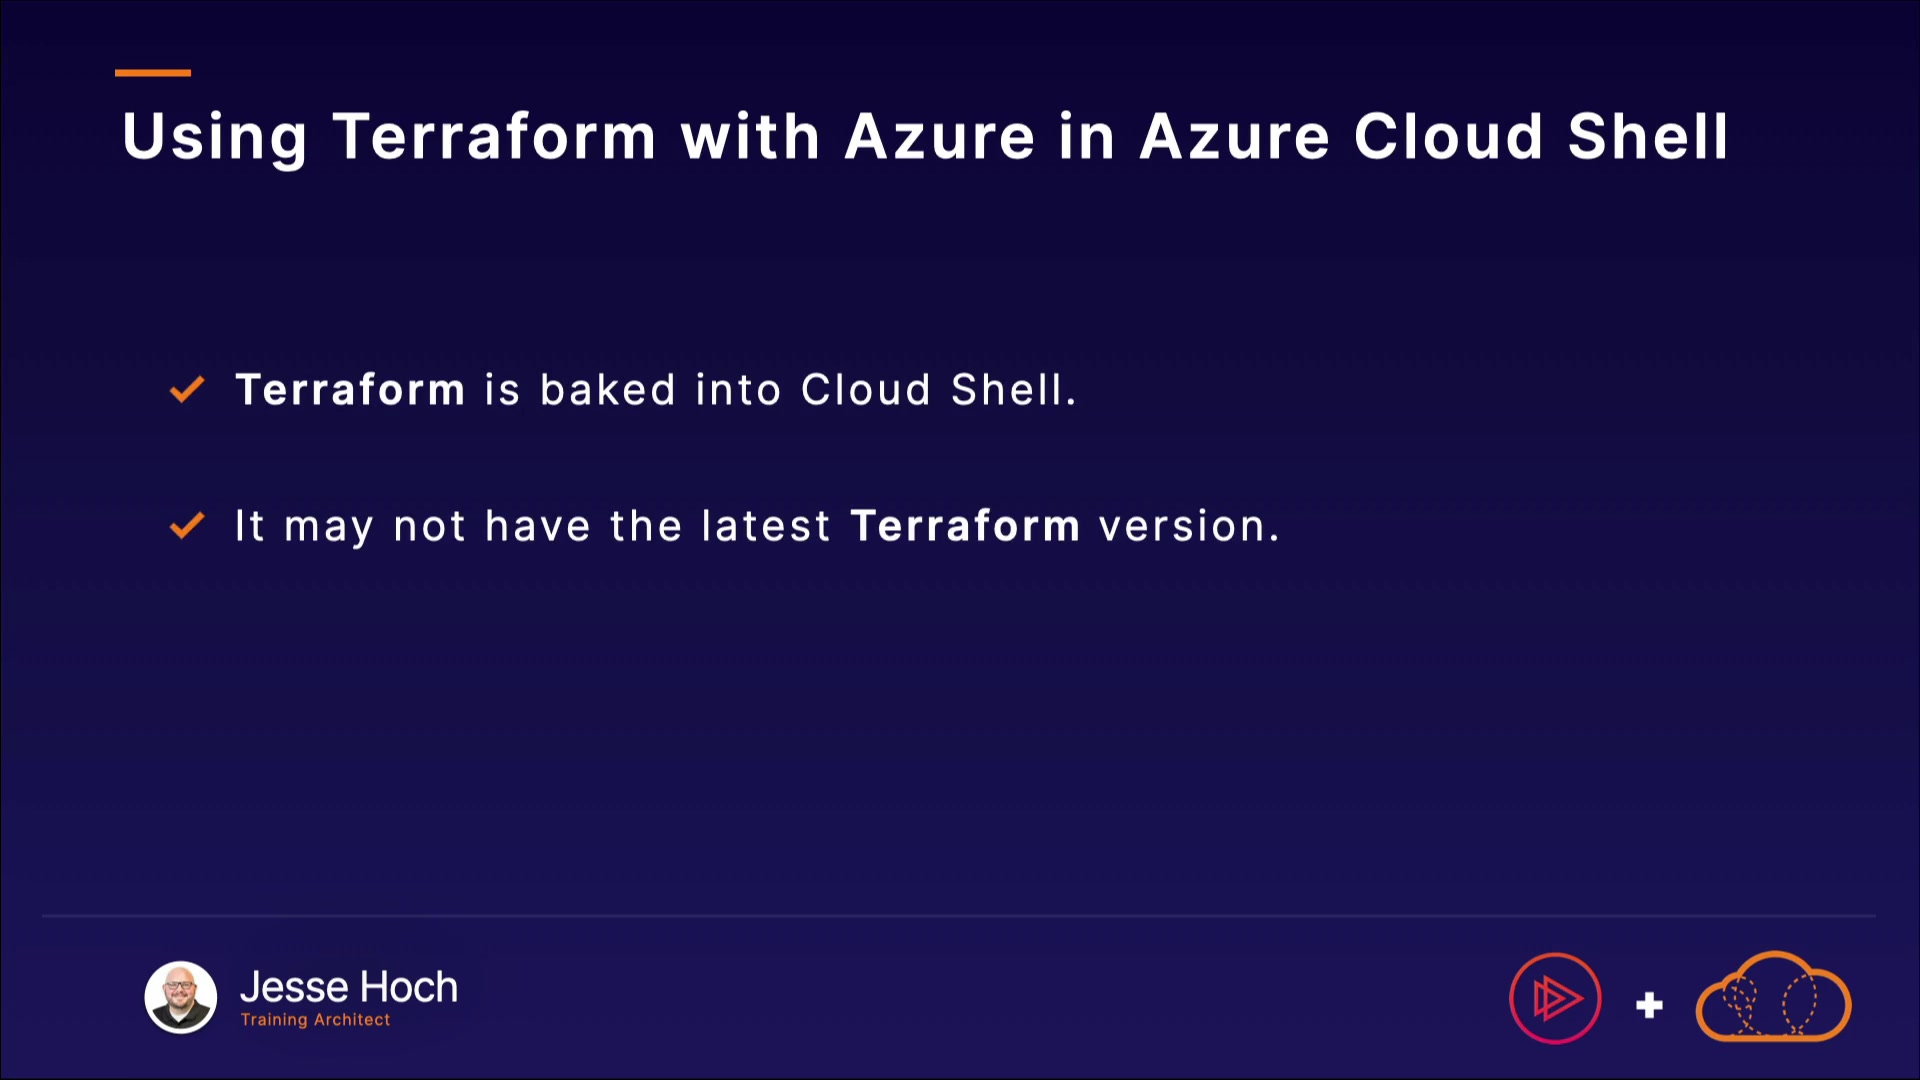 Using Terraform with Azure in Azure Cloud Shell
Terraform is baked into Cloud Shell.
It may not have the latest Terraform version.
Jesse Hoch
Training Architect